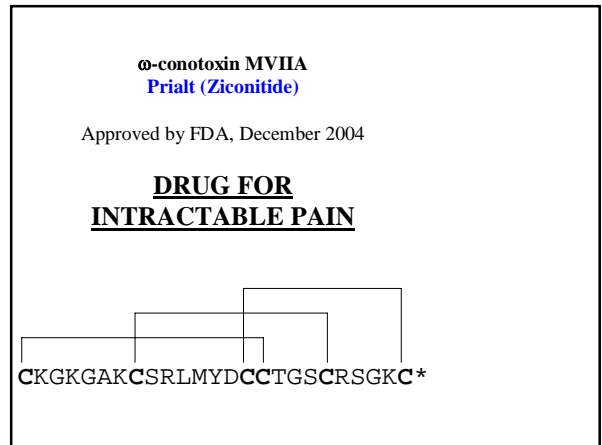 ω-conotoxin MVIIA
Prialt (Ziconitide)
Approved by FDA, December 2004
DRUG FOR
INTRACTABLE PAIN
CKGKGAKCSRLMYDCCTGSCRSGKC*